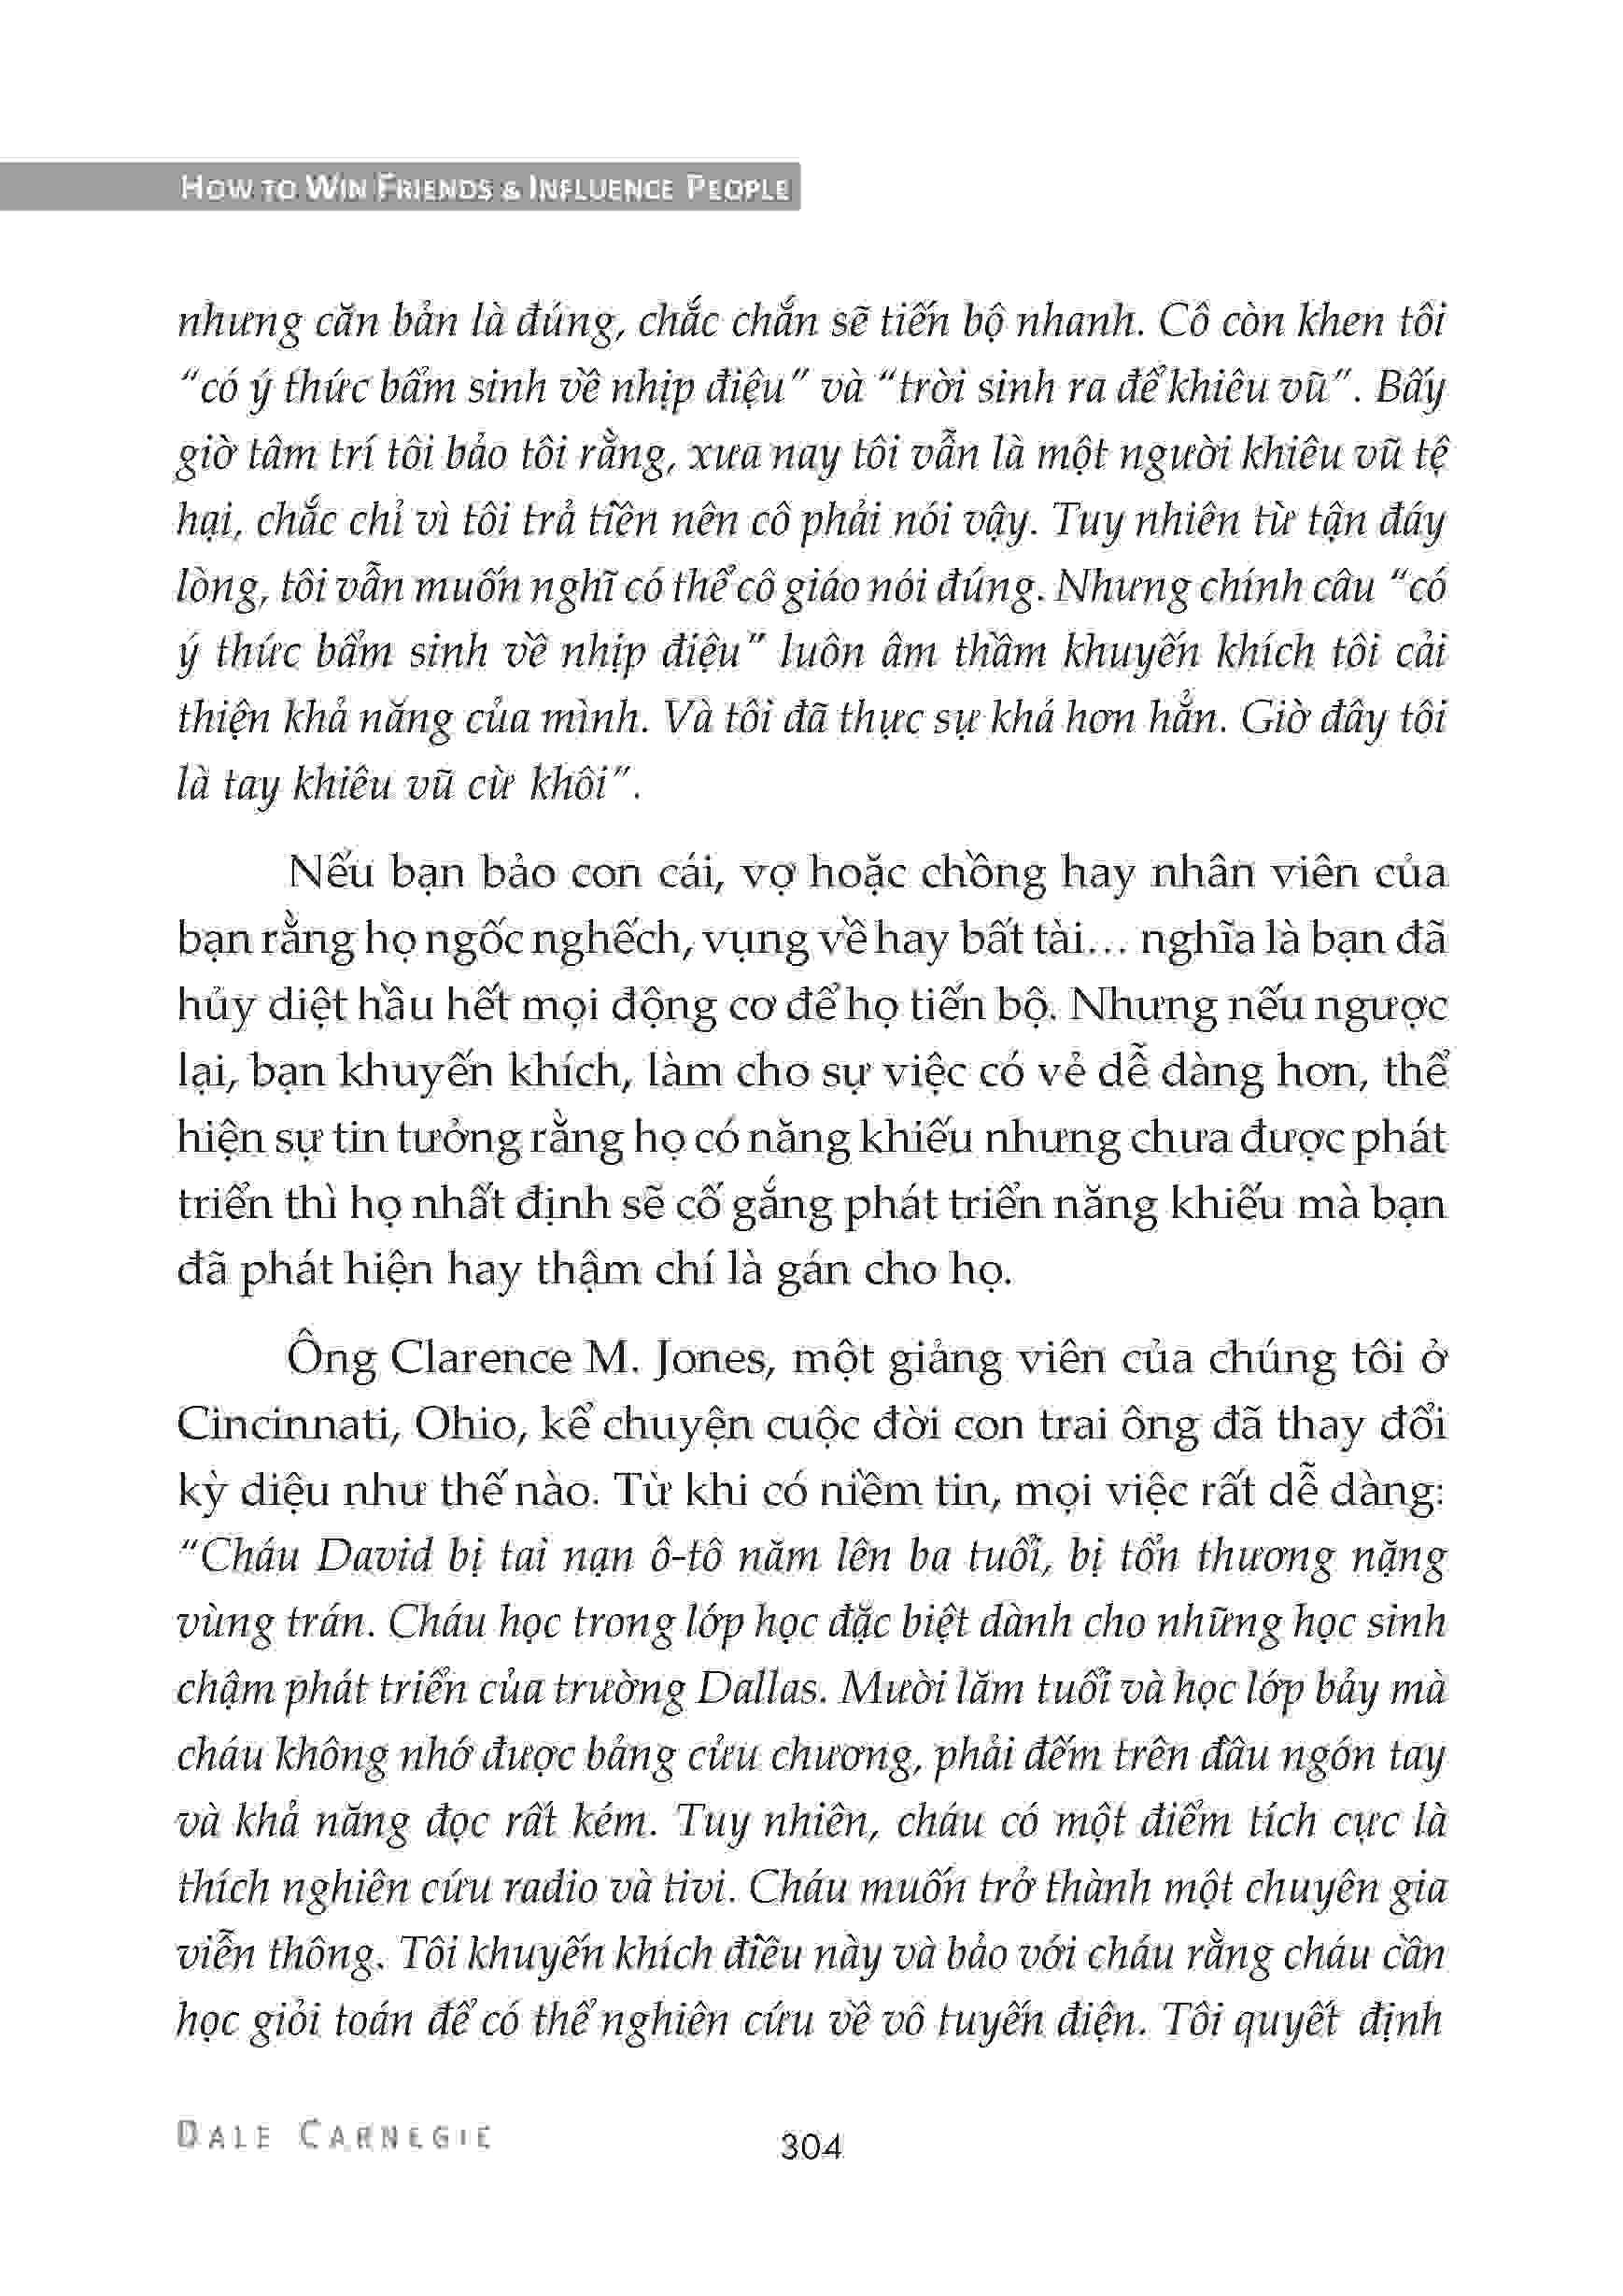 HOW TO WIN FRIENDS & INFLUENCE PEOPLE
nhưng căn bản là đúng, chắc chắn sẽ tiến bộ nhanh. Cô còn khen tôi
“có ý thức bẩm sinh về nhịp điệu” và “trời sinh ra để khiêu vũ”. Bấy
giờ tâm trí tôi bảo tôi rằng, xưa nay tôi vẫn là một người khiêu vũ tệ
hại, chắc chỉ vì tôi trả tiền nên cô phải nói vậy. Tuy nhiên từ tận đáy
lòng, tôi vẫn muốn nghĩ có thể cô giáo nói đúng. Nhưng chính câu “có
ý thức bẩm sinh về nhịp điệu” luôn âm thầm khuyến khích tôi cải
thiện khả năng của mình. Và tôi đã thực sự khá hơn hẳn. Giờ đây tôi
là tay khiêu vũ cừ khôi”.
Nếu bạn bảo con cái, vợ hoặc chồng hay nhân viên của
bạn rằng họ ngốc nghếch, vụng về hay bất tài... nghĩa là bạn đã
hủy diệt hầu hết mọi động cơ để họ tiến bộ. Nhưng nếu ngược
lại, bạn khuyến khích, làm cho sự việc có vẻ dễ dàng hơn, thể
hiện sự tin tưởng rằng họ có năng khiếu nhưng chưa được phát
triển thì họ nhất định sẽ cố gắng phát triển năng khiếu mà bạn
đã phát hiện hay thậm chí là gán cho họ.
Ông Clarence M. Jones, một giảng viên của chúng tôi ở
Cincinnati, Ohio, kể chuyện cuộc đời con trai ông đã thay đổi
kỳ diệu như thế nào. Từ khi có niềm tin, mọi việc rất dễ dàng:
“Cháu David bị tai nạn ô-tô năm lên ba tuổi, bị tổn thương nặng
vùng trán. Cháu học trong lớp học đặc biệt dành cho những học sinh
chậm phát triển của trường Dallas. Mười lăm tuổi và học lớp bảy mà
cháu không nhớ được bảng cửu chương, phải đếm trên đầu ngón tay
và khả năng đọc rất kém. Tuy nhiên, cháu có một điểm tích cực là
thích nghiên cứu radio và tivi. Cháu muốn trở thành một chuyên gia
viễn thông. Tôi khuyến khích điều này và bảo với cháu rằng cháu cần
học giỏi toán để có thể nghiên cứu về vô tuyến điện. Tôi quyết định
DALE CARNEGIE
304